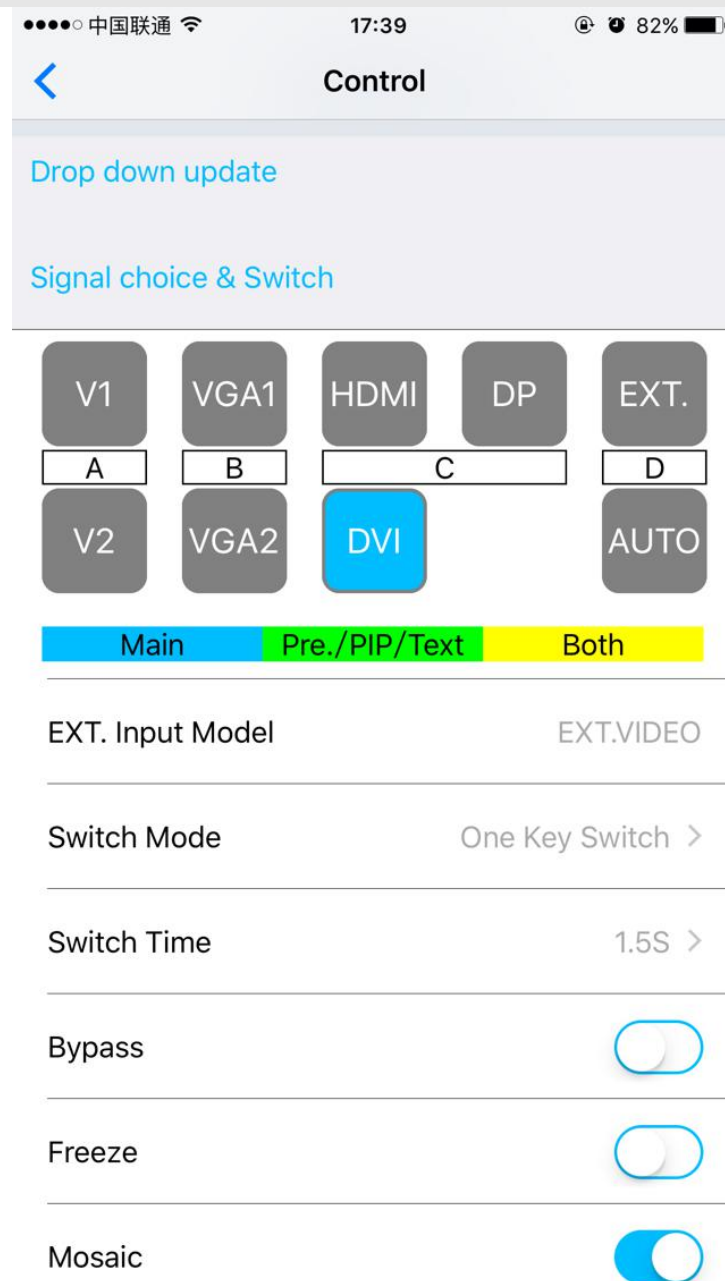 中国联通 17:39 82%
Control
Drop down update
Signal choice & Switch
V1 VGA1 HDMI DP EXT.
A B C D
V2 VGA2 DVI AUTO
Main Pre./PIP/Text Both
EXT. Input Model EXT.VIDEO
Switch Mode One Key Switch >
Switch Time 1.5S >
Bypass
Freeze
Mosaic